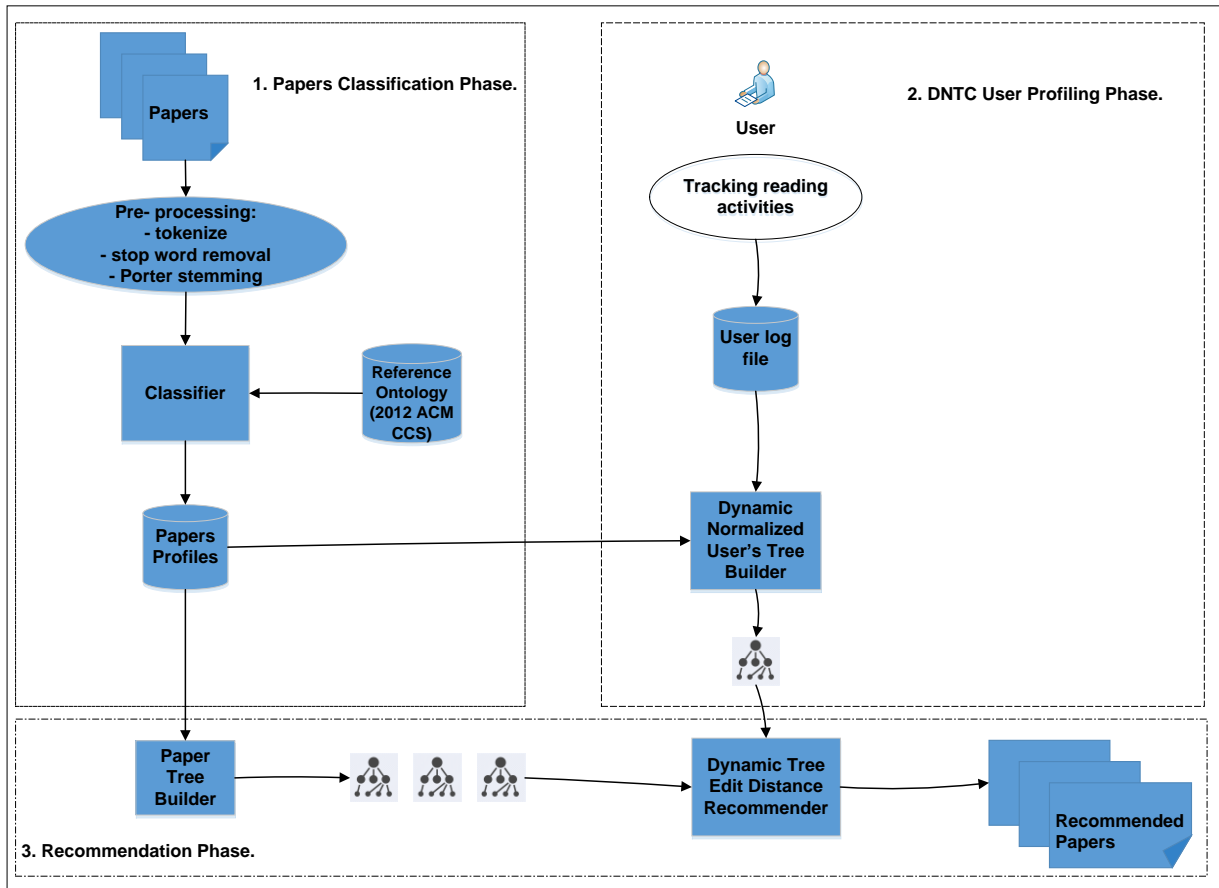 1. Papers Classification Phase.
Papers
Pre- processing:
- tokenize
- stop word removal
- Porter stemming
Classifier
Reference
Ontology
(2012 ACM
CCS)
Papers
Profiles
2. DNTC User Profiling Phase.
User
Tracking reading
activities
User log
file
Dynamic
Normalized
User’s Tree
Builder
Paper
Tree
Builder
Dynamic Tree
Edit Distance
Recommender
Recommended
Papers
3. Recommendation Phase.